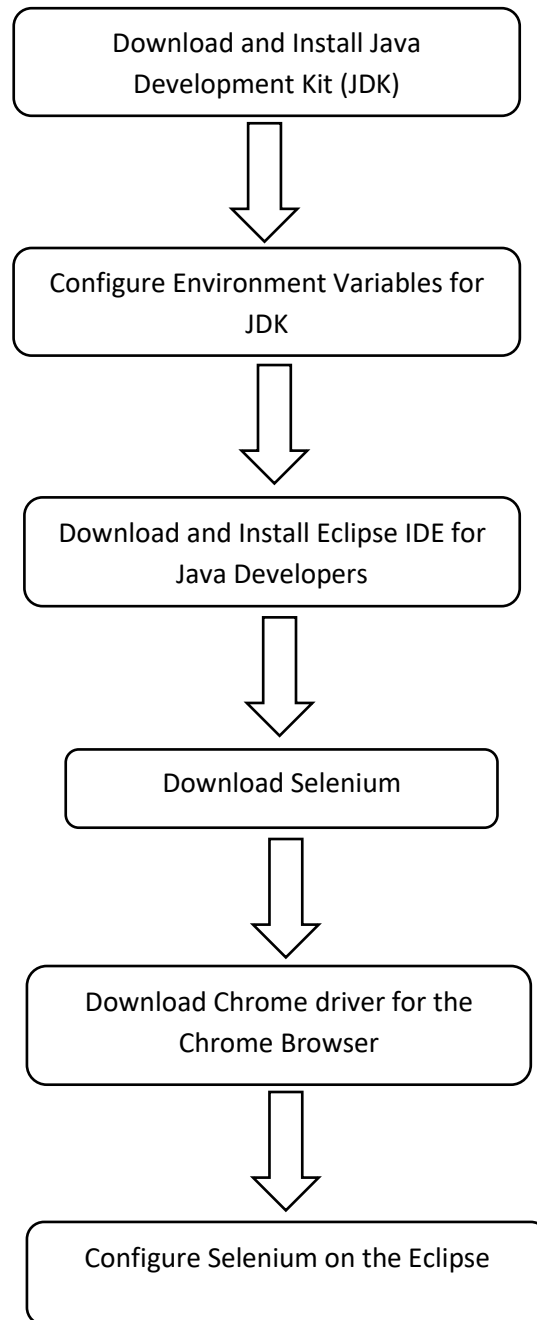 Download and Install Java
Development Kit (JDK)
Configure Environment Variables for
JDK
Download and Install Eclipse IDE for
Java Developers
Download Selenium
Download Chrome driver for the
Chrome Browser
Configure Selenium on the Eclipse